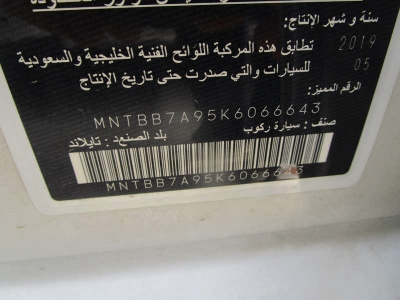 سنة و شهر الإنتاج: 2019
05
تطابق هذه المركبة اللوائح الفنية الخليجية والسعودية
للسيارات والتي صدرت حتى تاريخ الإنتاج
الرقم المميز:
MNTBB7A95K6066643
صنف: سيارة ركوب بلد الصنع: تايلاند
MNTBB7A95K6066643